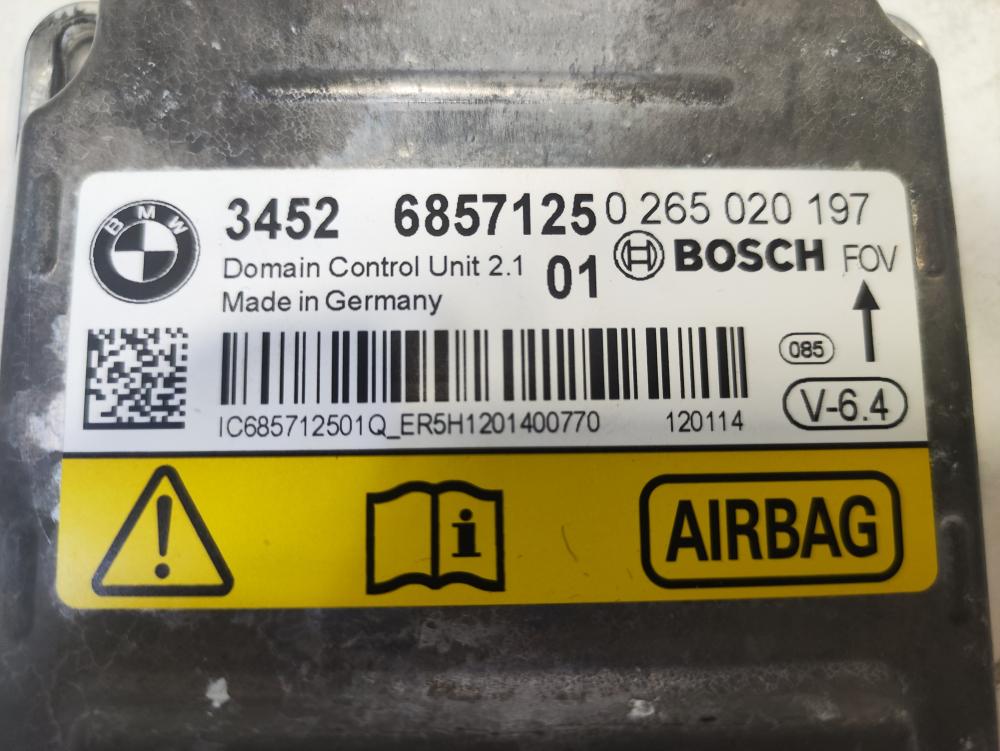 BMW
3452 6857125 0 265 020 197
Domain Control Unit 2.1 01 BOSCH FOV
Made in Germany
085
V-6.4
IC685712501Q_ER5H1201400770 120114
i
AIRBAG